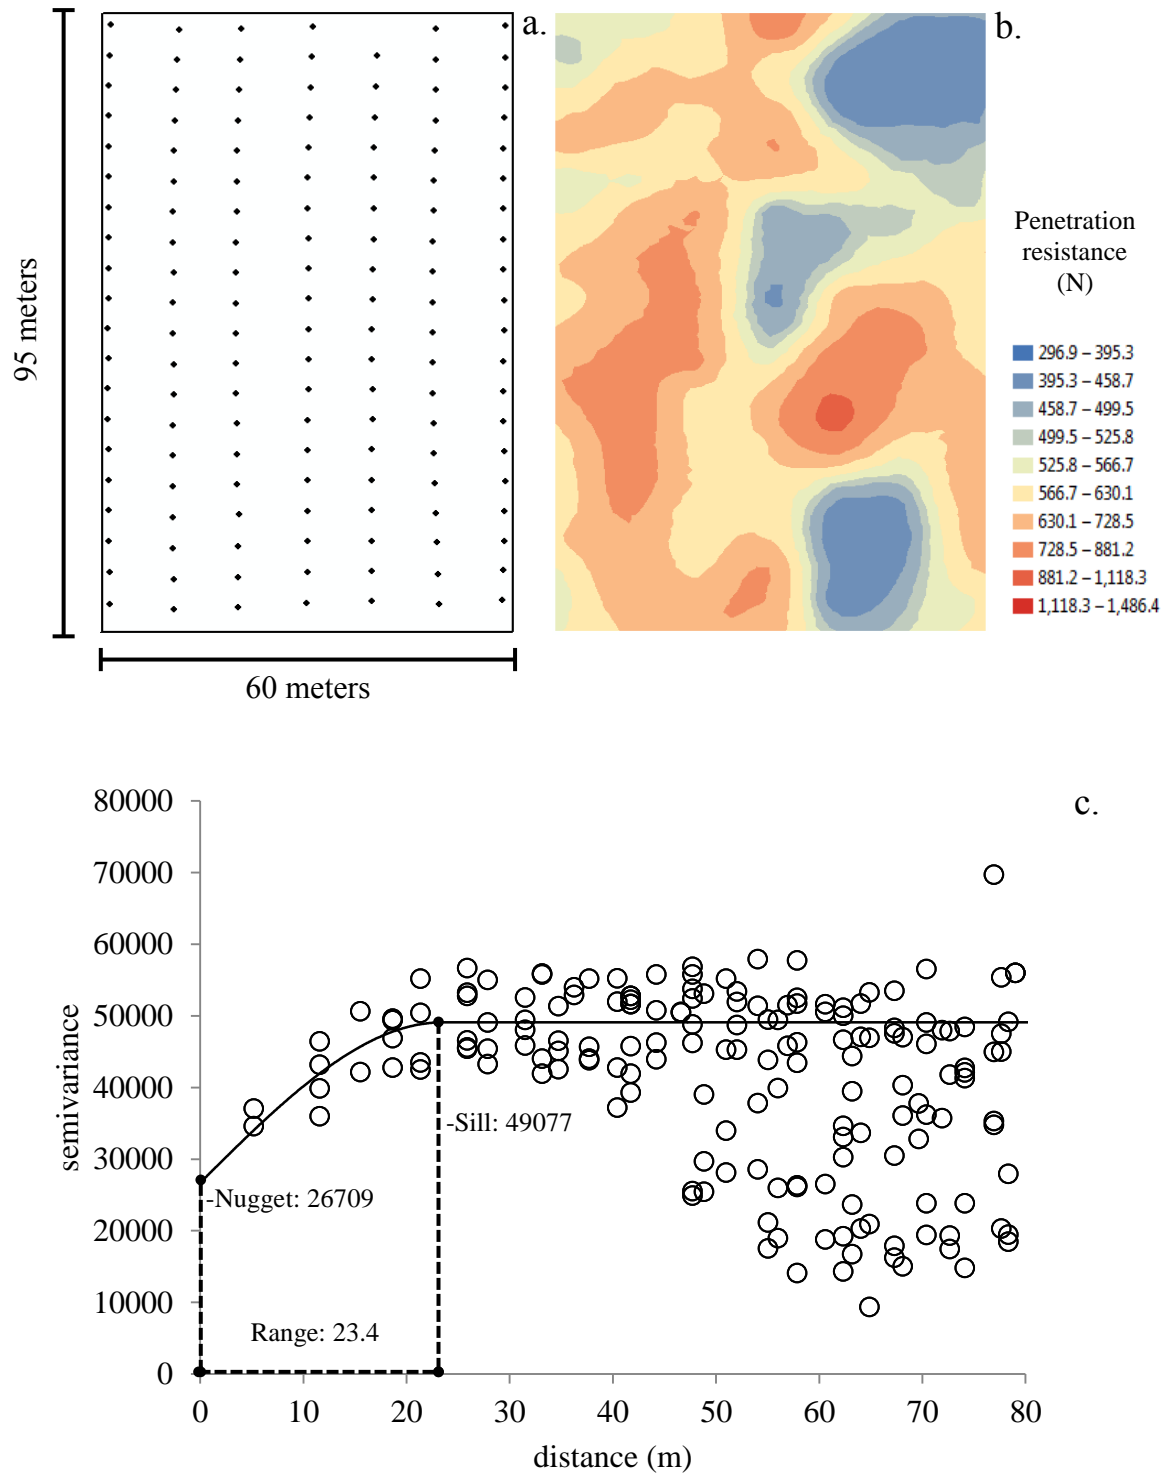 a.
b.
95 meters
60 meters
Penetration
resistance
(N)
296.9 – 395.3
395.3 – 458.7
458.7 – 499.5
499.5 – 525.8
525.8 – 566.7
566.7 – 630.1
630.1 – 728.5
728.5 – 881.2
881.2 – 1,118.3
1,118.3 – 1,486.4
c.
80000
70000
60000
50000
40000
30000
20000
10000
0
semivariance
-Sill: 49077
-Nugget: 26709
Range: 23.4
0 10 20 30 40 50 60 70 80
distance (m)